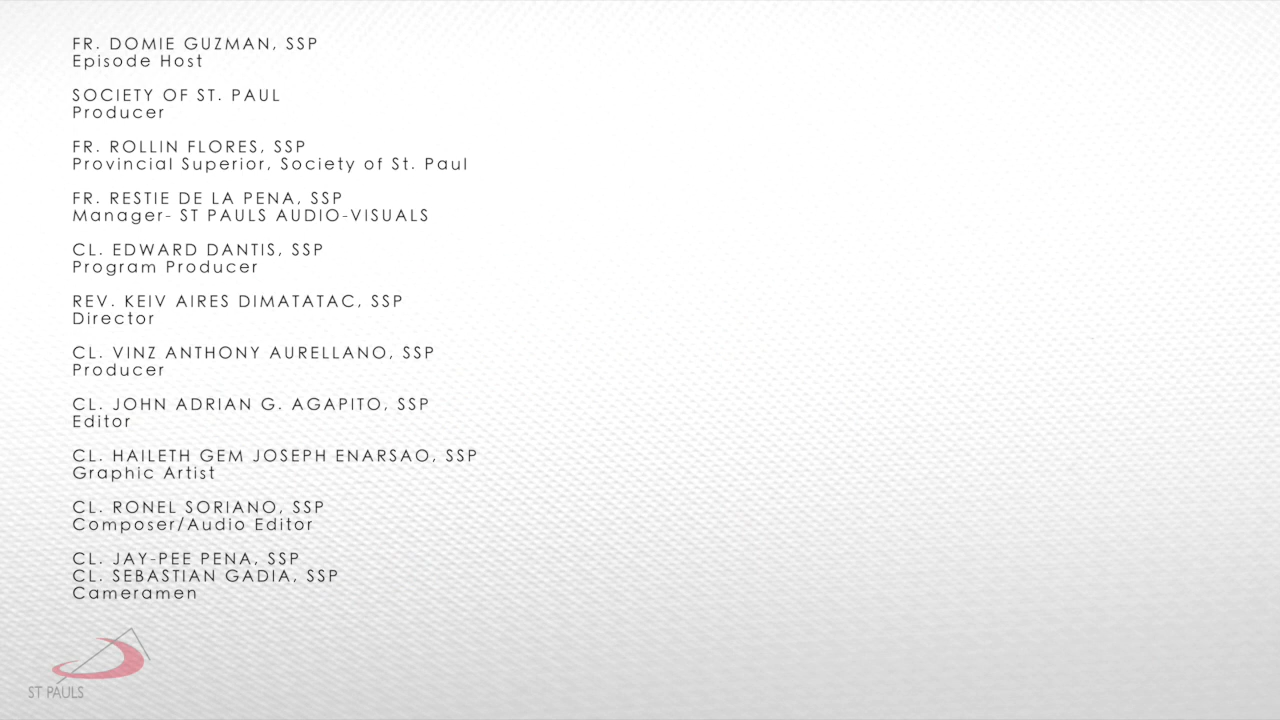 FR. DOMIE GUZMAN, SSP
Episode Host
SOCIETY OF ST. PAUL
Producer
FR. ROLLIN FLORES, SSP
Provincial Superior, Society of St. Paul
FR. RESTIE DE LA PENA, SSP
Manager- ST PAULS AUDIO-VISUALS
CL. EDWARD DANTIS, SSP
Program Producer
REV. KEIV AIRES DIMATATAC, SSP
Director
CL. VINZ ANTHONY AURELLANO, SSP
Producer
CL. JOHN ADRIAN G. AGAPITO, SSP
Editor
CL. HAILETH GEM JOSEPH ENARSAO, SSP
Graphic Artist
CL. RONEL SORIANO, SSP
Composer/Audio Editor
CL. JAY-PEE PENA, SSP
CL. SEBASTIAN GADIA, SSP
Cameramen
ST PAULS